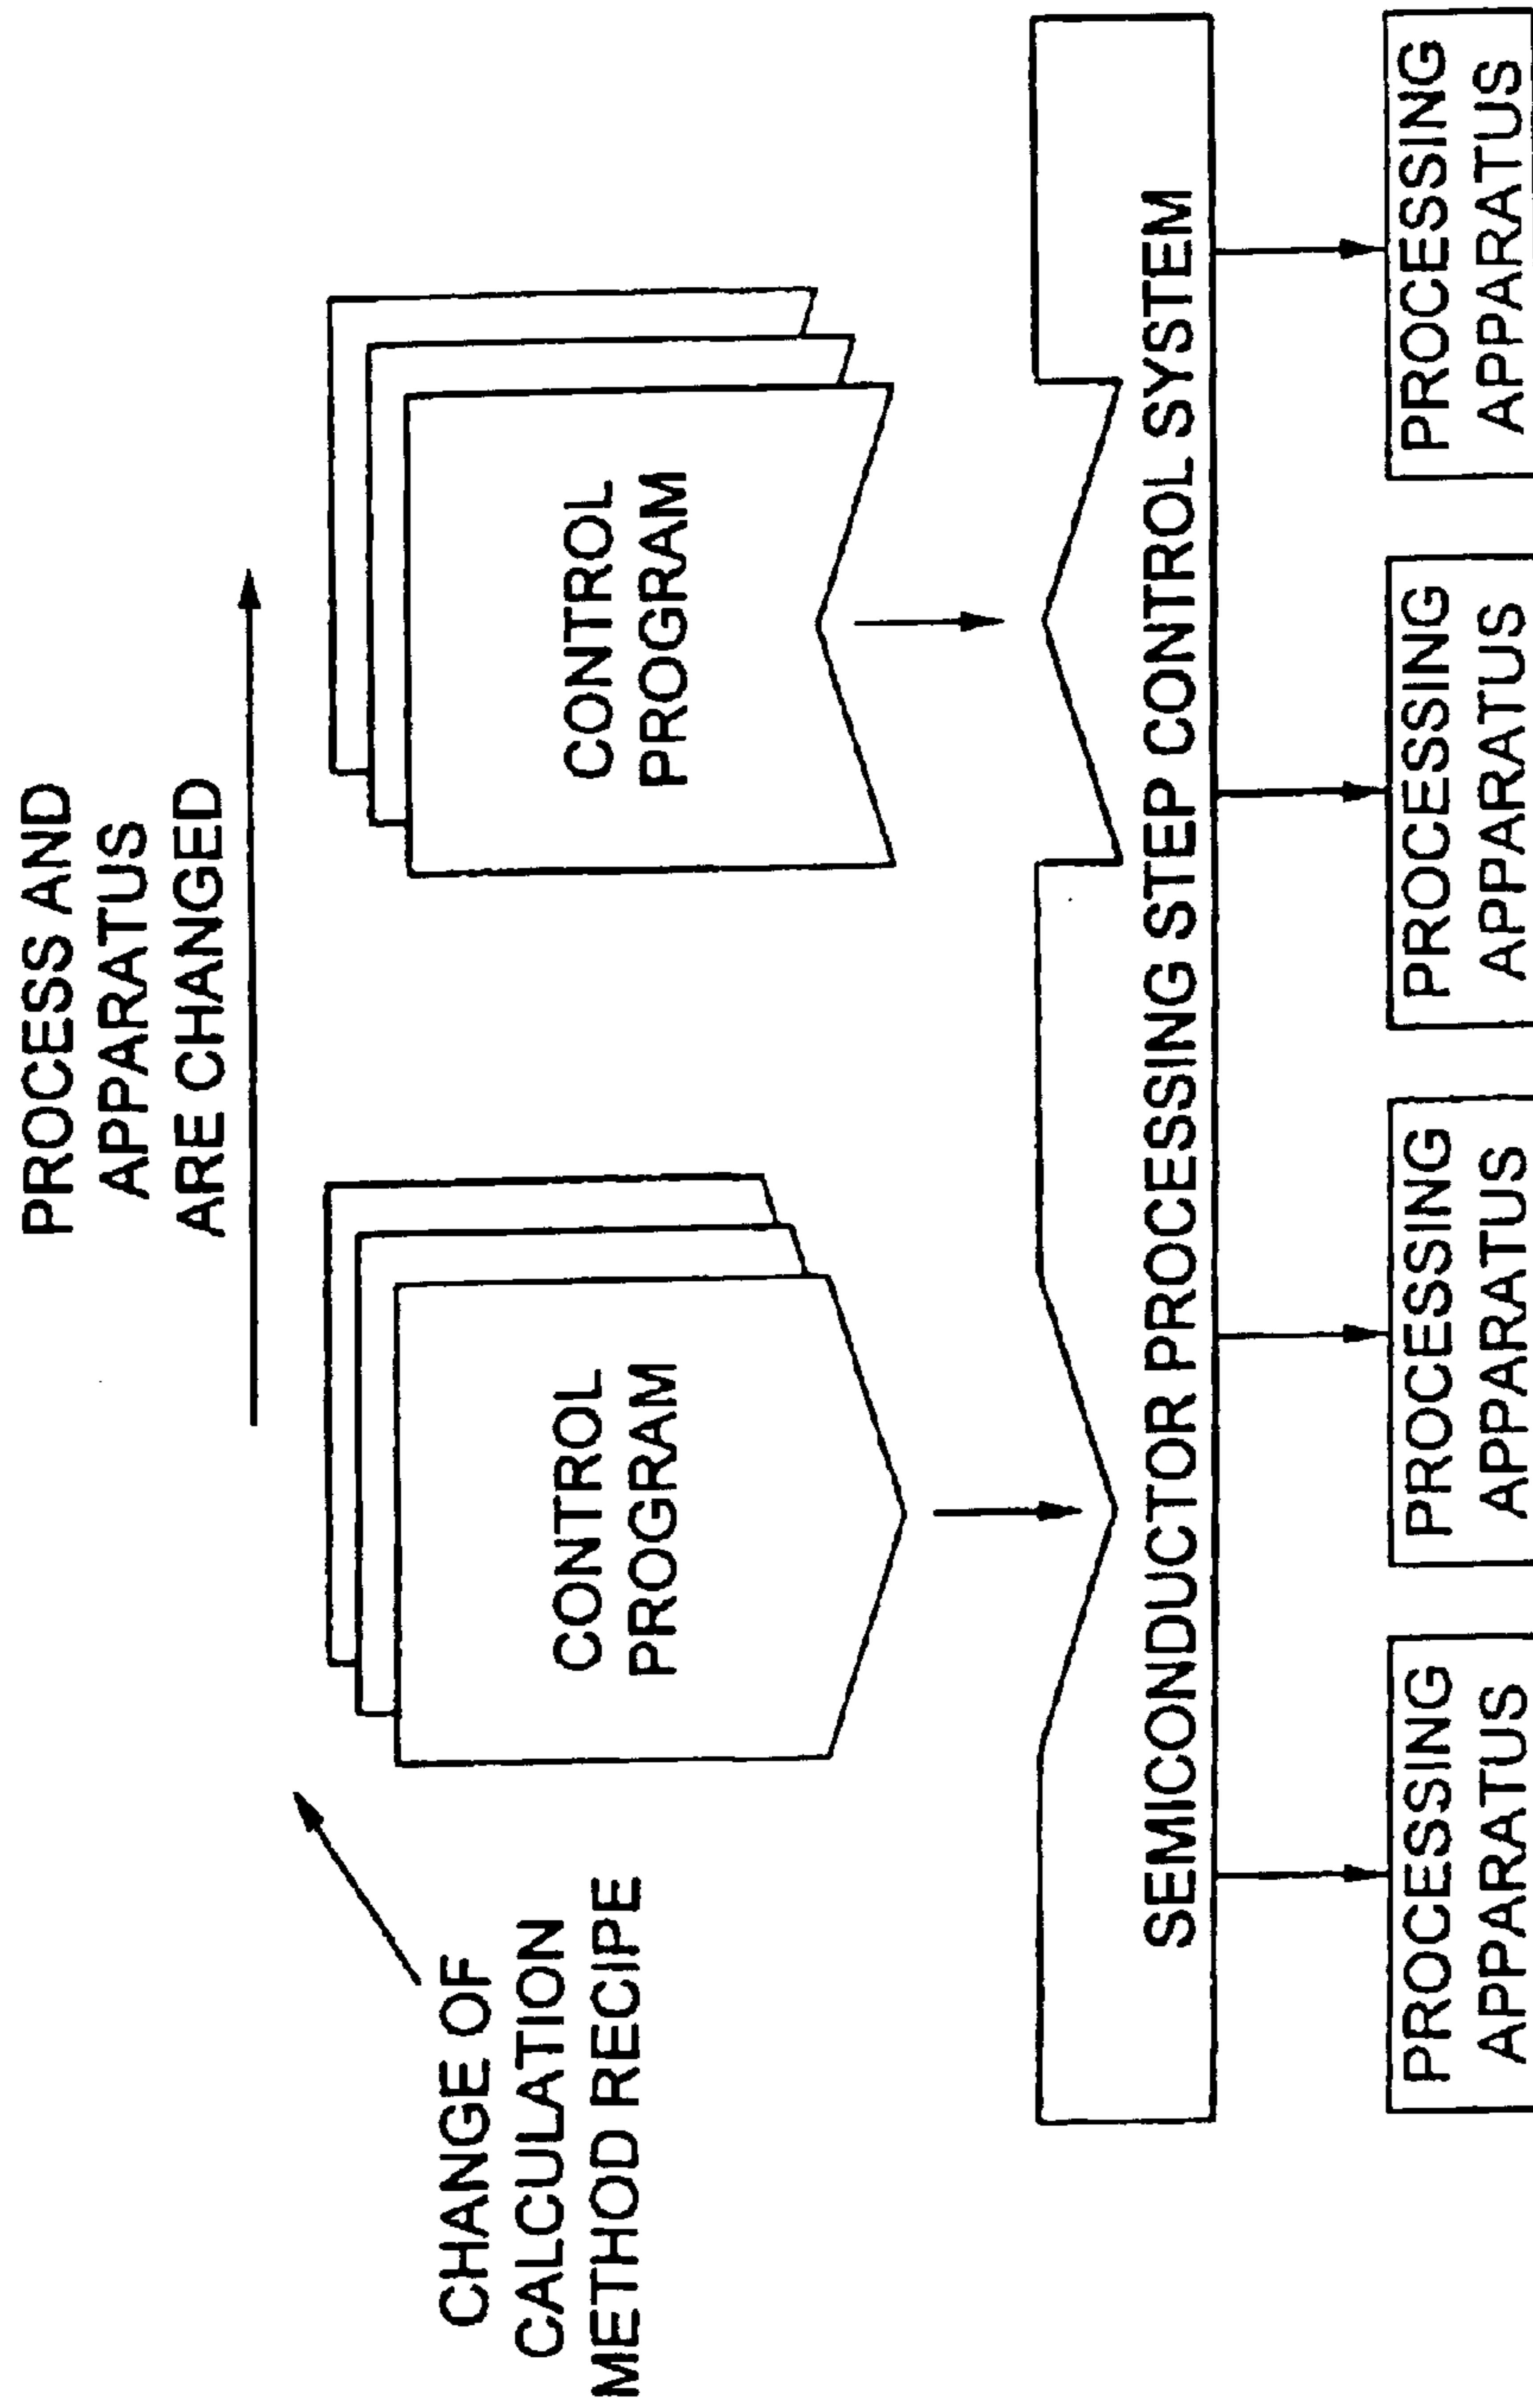 PROCESS AND
APPARATUS
ARE CHANGED
CHANGE OF
CALCULATION
METHOD RECIPE
CONTROL
PROGRAM
CONTROL
PROGRAM
SEMICONDUCTOR PROCESSING STEP CONTROL SYSTEM
PROCESSING
APPARATUS
PROCESSING
APPARATUS
PROCESSING
APPARATUS
PROCESSING
APPARATUS